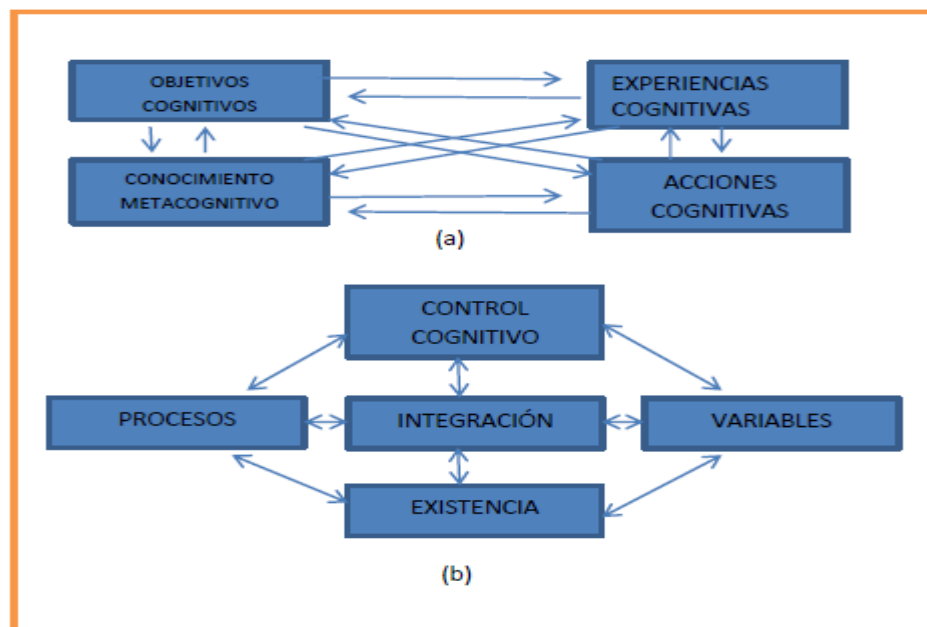 OBJETIVOS
COGNITIVOS
EXPERIENCIAS
COGNITIVAS
CONOCIMIENTO
METACOGNITIVO
ACCIONES
COGNITIVAS
(a)
CONTROL
COGNITIVO
PROCESOS
INTEGRACIÓN
VARIABLES
EXISTENCIA
(b)